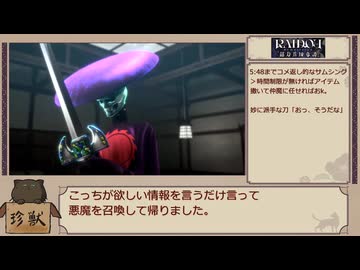 RAIDOU
5:48までコメ返し的なサムシング
＞時間制限が無ければアイテム
撒いて仲魔に任せればおk。
妙に派手な刀「おっ、そうだな」
こっちが欲しい情報を言うだけ言って
悪魔を召喚して帰りました。
珍獣